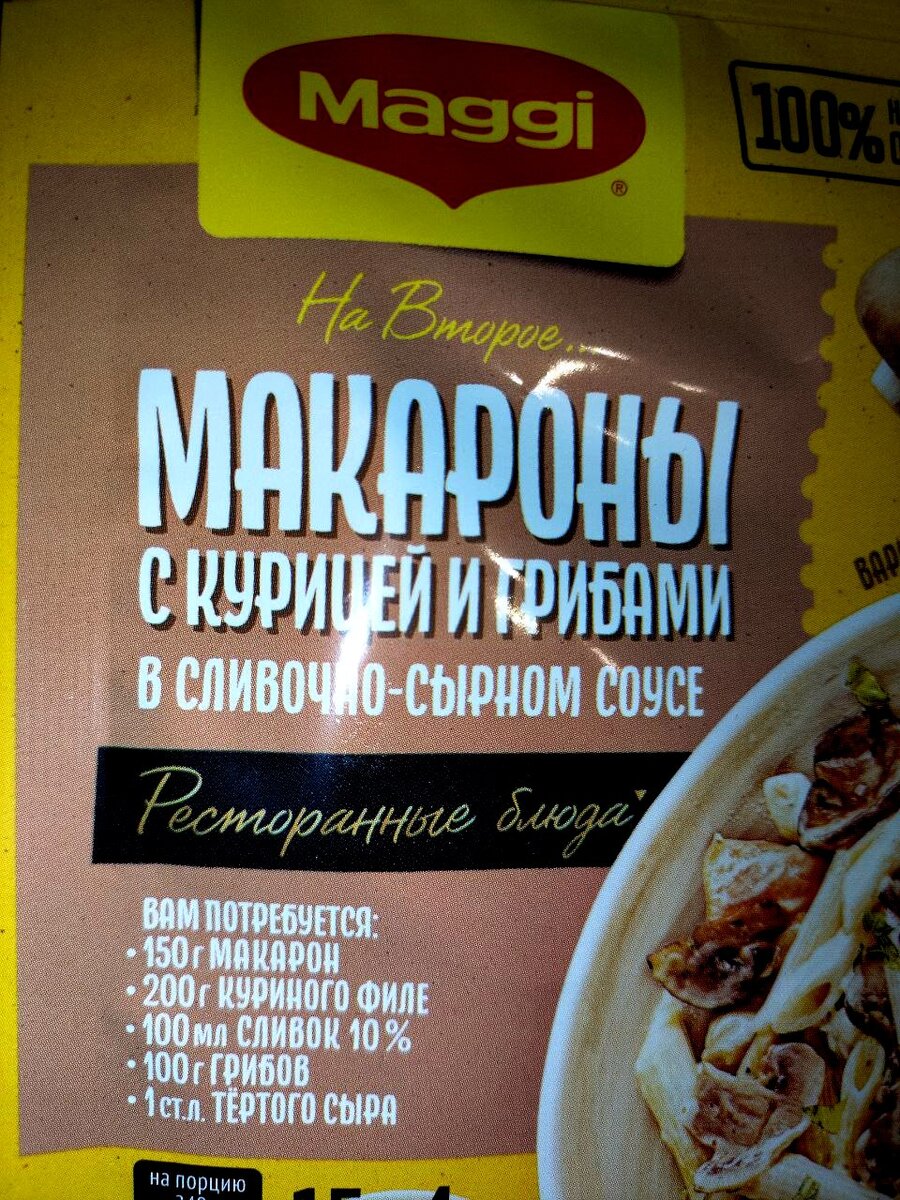 Maggi
®
100%
На Второе...
МАКАРОНЫ
С КУРИЦЕЙ И ГРИБАМИ
В СЛИВОЧНО-СЫРНОМ СОУСЕ
Ресторанные блюда
ВАМ ПОТРЕБУЕТСЯ:
• 150 г МАКАРОН
• 200 г КУРИНОГО ФИЛЕ
• 100 мл СЛИВОК 10%
• 100 г ГРИБОВ
• 1 ст.л. ТЁРТОГО СЫРА
на порцию